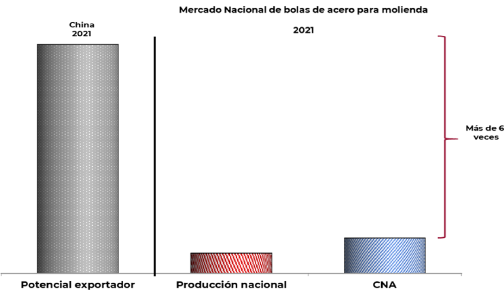 Mercado Nacional de bolas de acero para molienda
China
2021
2021
Más de 6
veces
Potencial exportador
Producción nacional
CNA